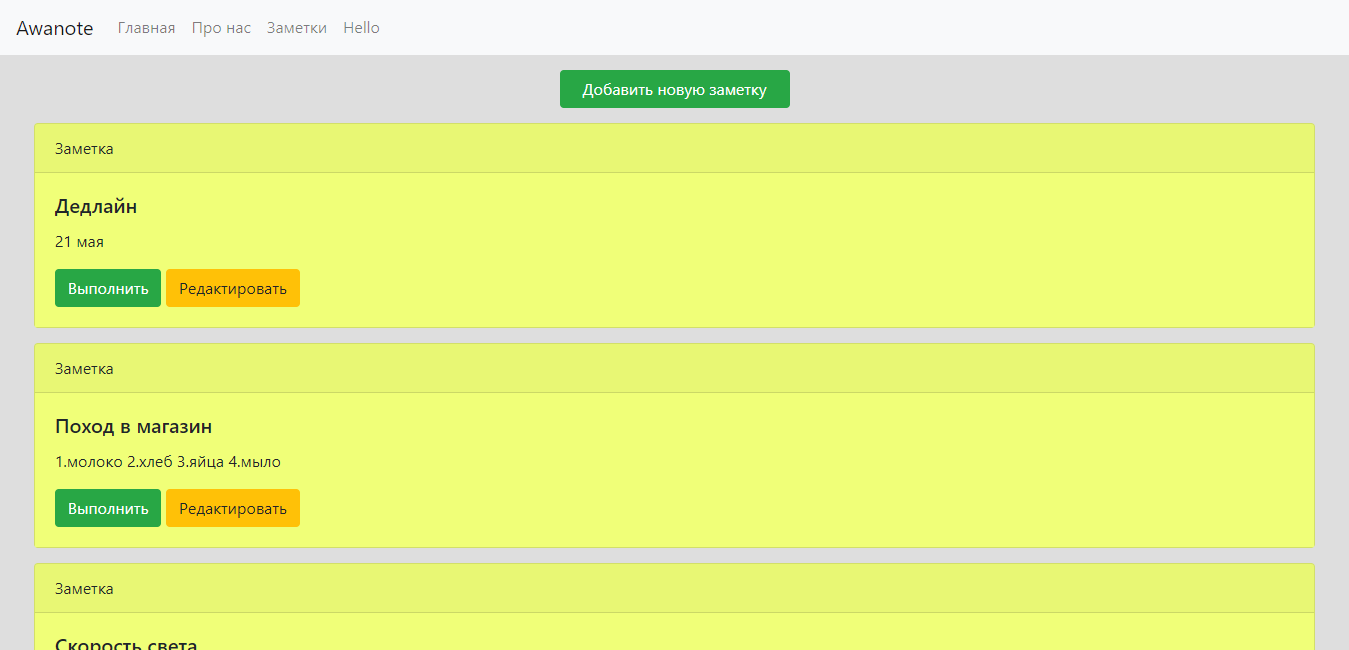 Awanote Главная Про нас Заметки Hello
Добавить новую заметку
Заметка
Дедлайн
21 мая
Выполнить Редактировать
Заметка
Поход в магазин
1.молоко 2.хлеб 3.яйца 4.мыло
Выполнить Редактировать
Заметка
Скорость света